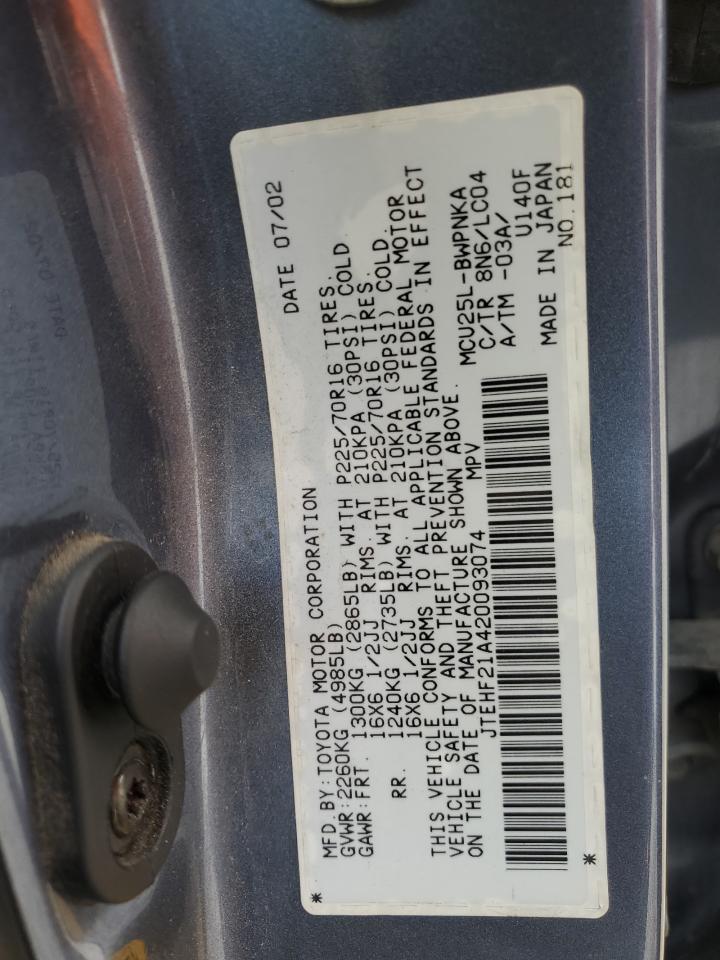 MFD.BY:TOYOTA MOTOR CORPORATION DATE 07/02
GVWR:2260KG (4985LB)
GAWR:FRT. 1300KG (2865LB) WITH P225/70R16 TIRES.
16X6 1/2JJ RIMS. AT 210KPA (30PSI) COLD
RR. 1240KG (2735LB) WITH P225/70R16 TIRES.
16X6 1/2JJ RIMS. AT 210KPA (30PSI) COLD.
THIS VEHICLE CONFORMS TO ALL APPLICABLE FEDERAL MOTOR
VEHICLE SAFETY AND THEFT PREVENTION STANDARDS IN EFFECT
ON THE DATE OF MANUFACTURE SHOWN ABOVE.
JTEHF21A420093074 MPV
MCU25L-BWPNKA
C/TR 8N6/LC04
A/TM -03A/
U140F
MADE IN JAPAN
NO.181
* *